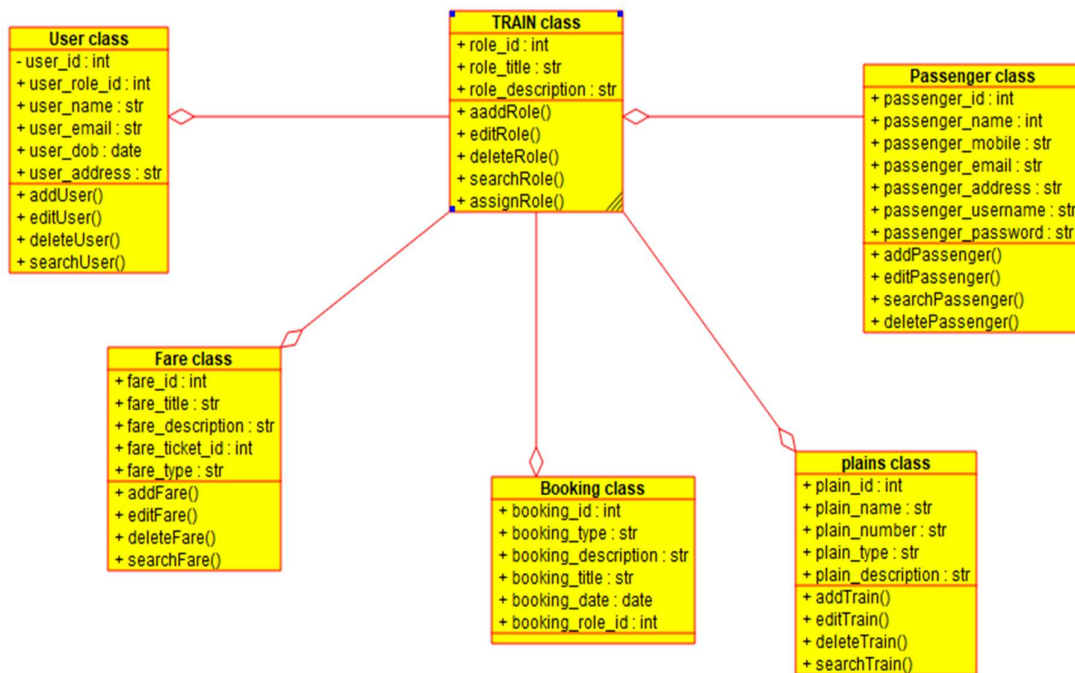 User class
- user_id : int
+ user_role_id : int
+ user_name : str
+ user_email : str
+ user_dob : date
+ user_address : str
+ addUser()
+ editUser()
+ deleteUser()
+ searchUser()
TRAIN class
+ role_id : int
+ role_title : str
+ role_description : str
+ aaddRole()
+ editRole()
+ deleteRole()
+ searchRole()
+ assignRole()
Passenger class
+ passenger_id : int
+ passenger_name : int
+ passenger_mobile : str
+ passenger_email : str
+ passenger_address : str
+ passenger_username : str
+ passenger_password : str
+ addPassenger()
+ editPassenger()
+ searchPassenger()
+ deletePassenger()
Fare class
+ fare_id : int
+ fare_title : str
+ fare_description : str
+ fare_ticket_id : int
+ fare_type : str
+ addFare()
+ editFare()
+ deleteFare()
+ searchFare()
Booking class
+ booking_id : int
+ booking_type : str
+ booking_description : str
+ booking_title : str
+ booking_date : date
+ booking_role_id : int
plains class
+ plain_id : int
+ plain_name : str
+ plain_number : str
+ plain_type : str
+ plain_description : str
+ addTrain()
+ editTrain()
+ deleteTrain()
+ searchTrain()